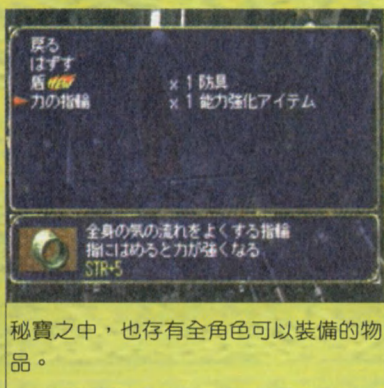 戻る
はずす
盾 NEW × 1 防具
力の指輪 × 1 能力強化アイテム
全身の気の流れをよくする指輪
指にはめると力が強くなる
STR+5
秘寶之中,也存有全角色可以裝備的物
品。